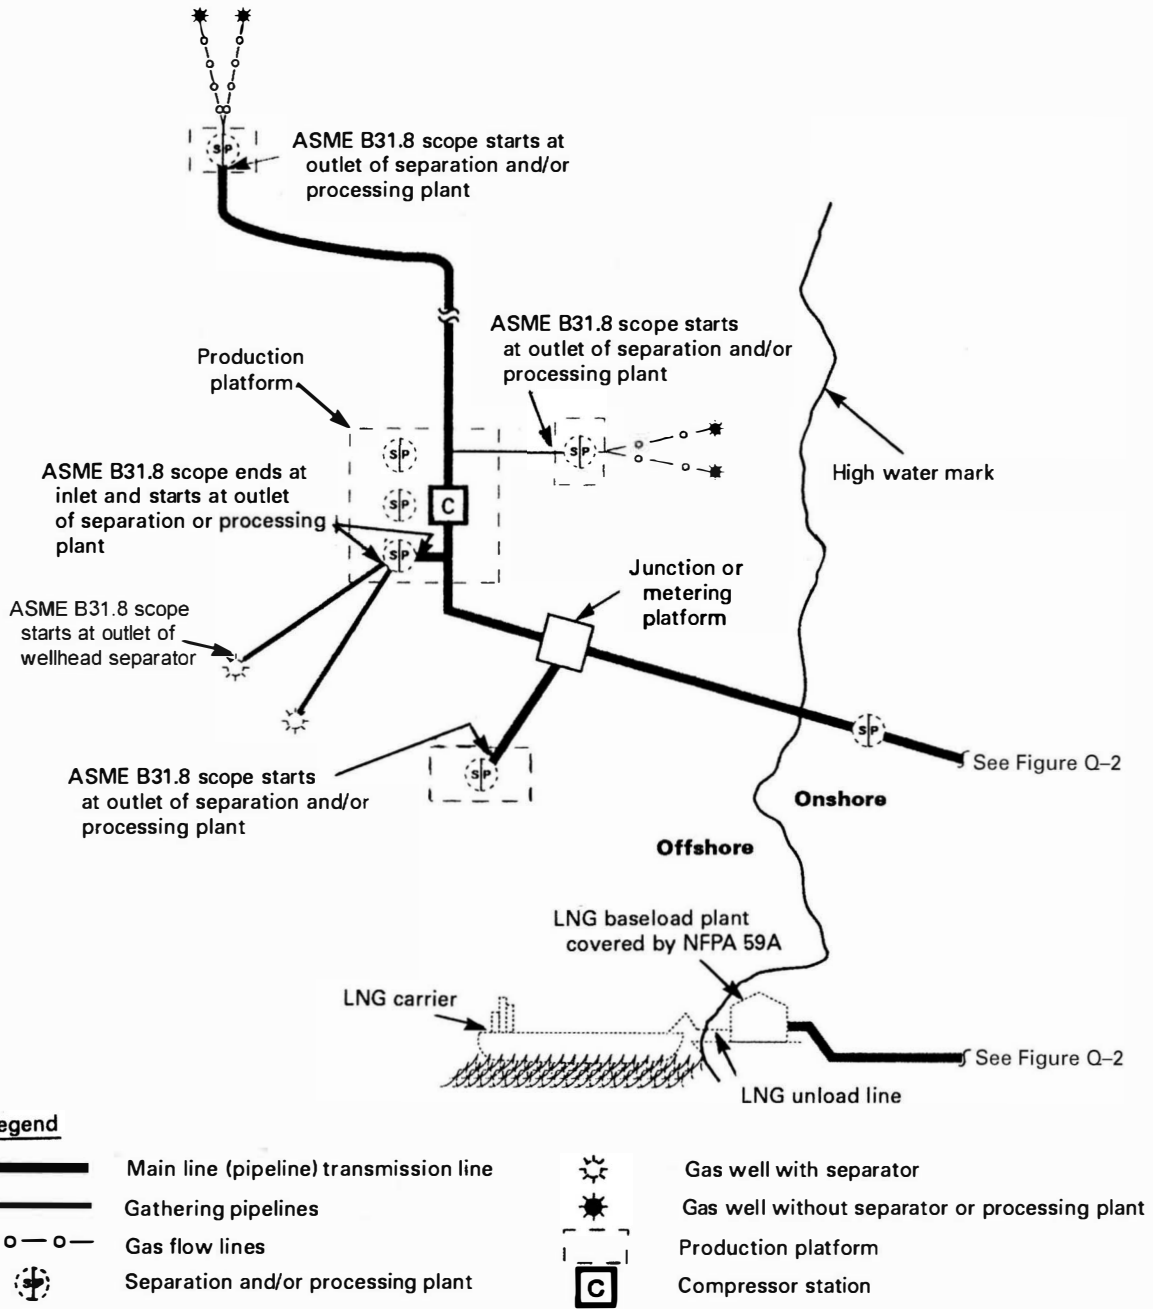 S P
ASME B31.8 scope starts at
outlet of separation and/or
processing plant
ASME B31.8 scope starts
at outlet of separation and/or
processing plant
Production
platform
High water mark
S P
S P
ASME B31.8 scope ends at
inlet and starts at outlet
of separation or processing
plant
S P
C
S P
Junction or
metering
platform
ASME B31.8 scope
starts at outlet of
wellhead separator
S P
See Figure Q–2
ASME B31.8 scope starts
at outlet of separation and/or
processing plant
S P
Onshore
Offshore
LNG baseload plant
covered by NFPA 59A
LNG carrier
See Figure Q–2
LNG unload line
egend
Main line (pipeline) transmission line
Gathering pipelines
Gas flow lines
S P
Separation and/or processing plant
Gas well with separator
Gas well without separator or processing plant
Production platform
C
Compressor station